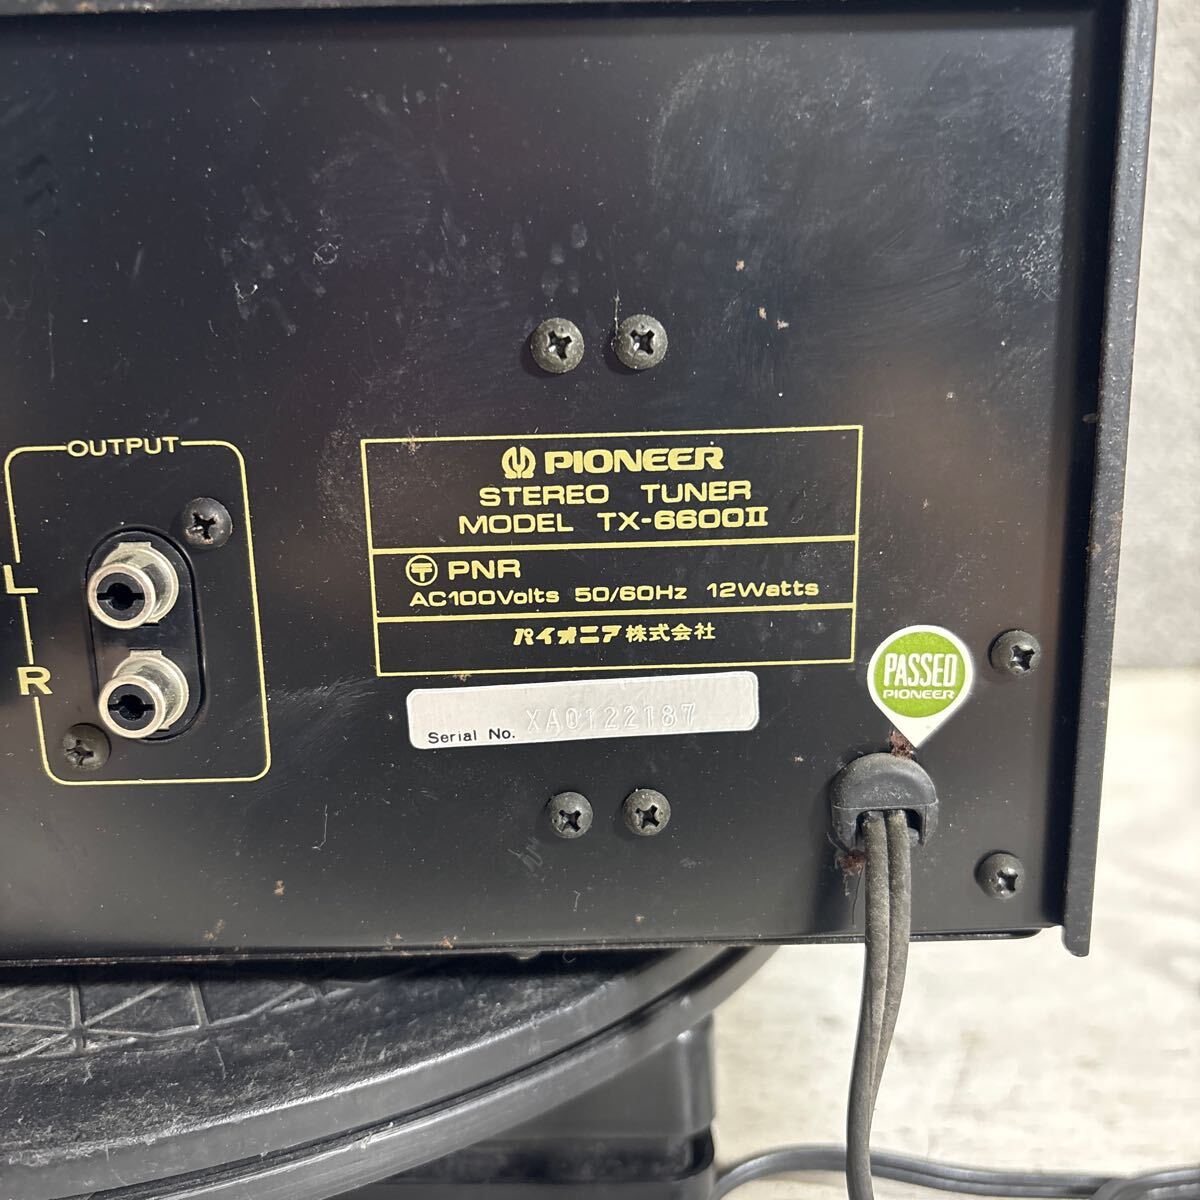 OUTPUT
L
R
PIONEER
STEREO TUNER
MODEL TX-6600II
〒 PNR
AC100Volts 50/60Hz 12Watts
パイオニア株式会社
Serial No. XA0122187
PASSED
PIONEER